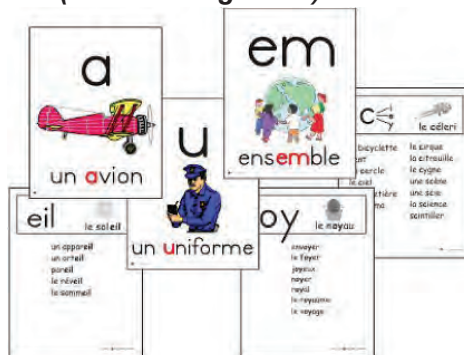 a
un avion
em
ensemble
u
un uniforme
c
le céleri
bicyclette
le cirque
la citrouille
cercle
le cygne
le ciel
une scène
une scie
la science
scintiller
eil
le soleil
un appareil
un orteil
pareil
le réveil
le sommeil
oy
le noyau
envoyer
le foyer
joyeux
noyer
royal
le royaume
le voyage